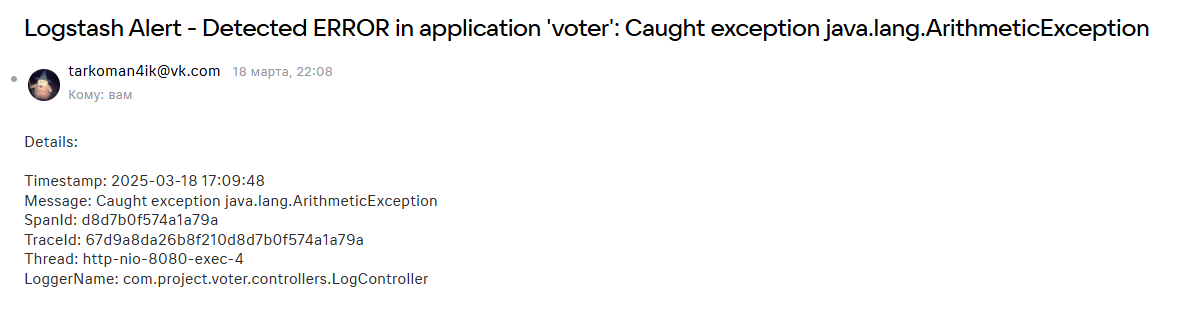 Logstash Alert - Detected ERROR in application 'voter': Caught exception java.lang.ArithmeticException
tarkoman4ik@vk.com 18 марта, 22:08
Кому: вам
Details:
Timestamp: 2025-03-18 17:09:48
Message: Caught exception java.lang.ArithmeticException
SpanId: d8d7b0f574a1a79a
TraceId: 67d9a8da26b8f210d8d7b0f574a1a79a
Thread: http-nio-8080-exec-4
LoggerName: com.project.voter.controllers.LogController